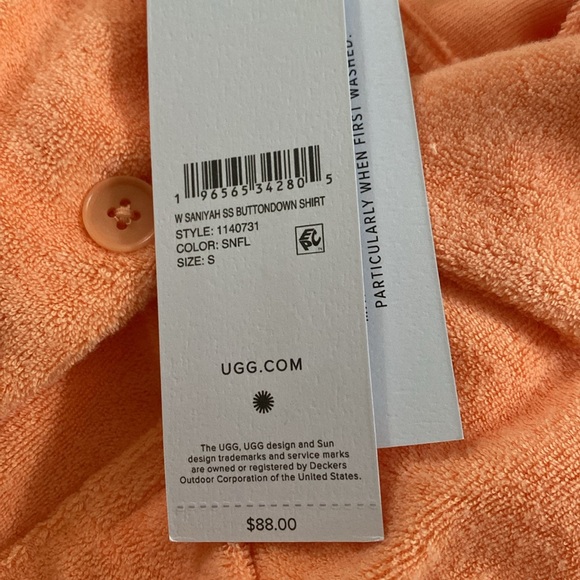 1 96565 34280 5
W SANIYAH SS BUTTONDOWN SHIRT
STYLE: 1140731
COLOR: SNFL
SIZE: S
EPC
UGG.COM
The UGG, UGG design and Sun
design trademarks and service marks
are owned or registered by Deckers
Outdoor Corporation of the United States.
$88.00
PARTICULARLY WHEN FIRST WASHED.